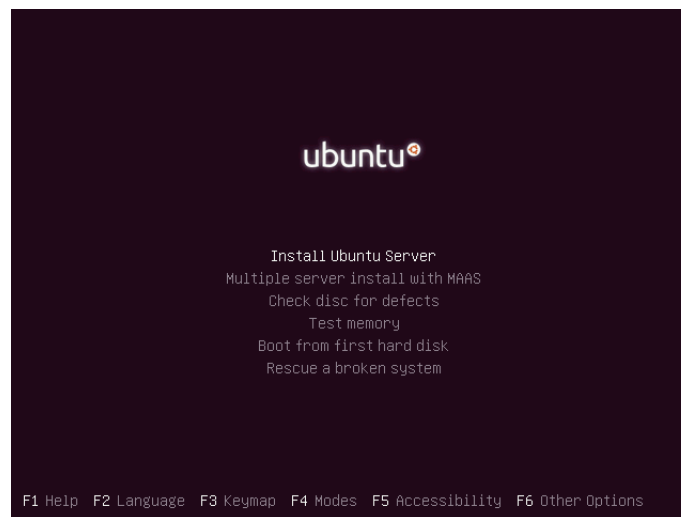 ubuntu
Install Ubuntu Server
Multiple server install with MAAS
Check disc for defects
Test memory
Boot from first hard disk
Rescue a broken system
F1 Help F2 Language F3 Keymap F4 Modes F5 Accessibility F6 Other Options